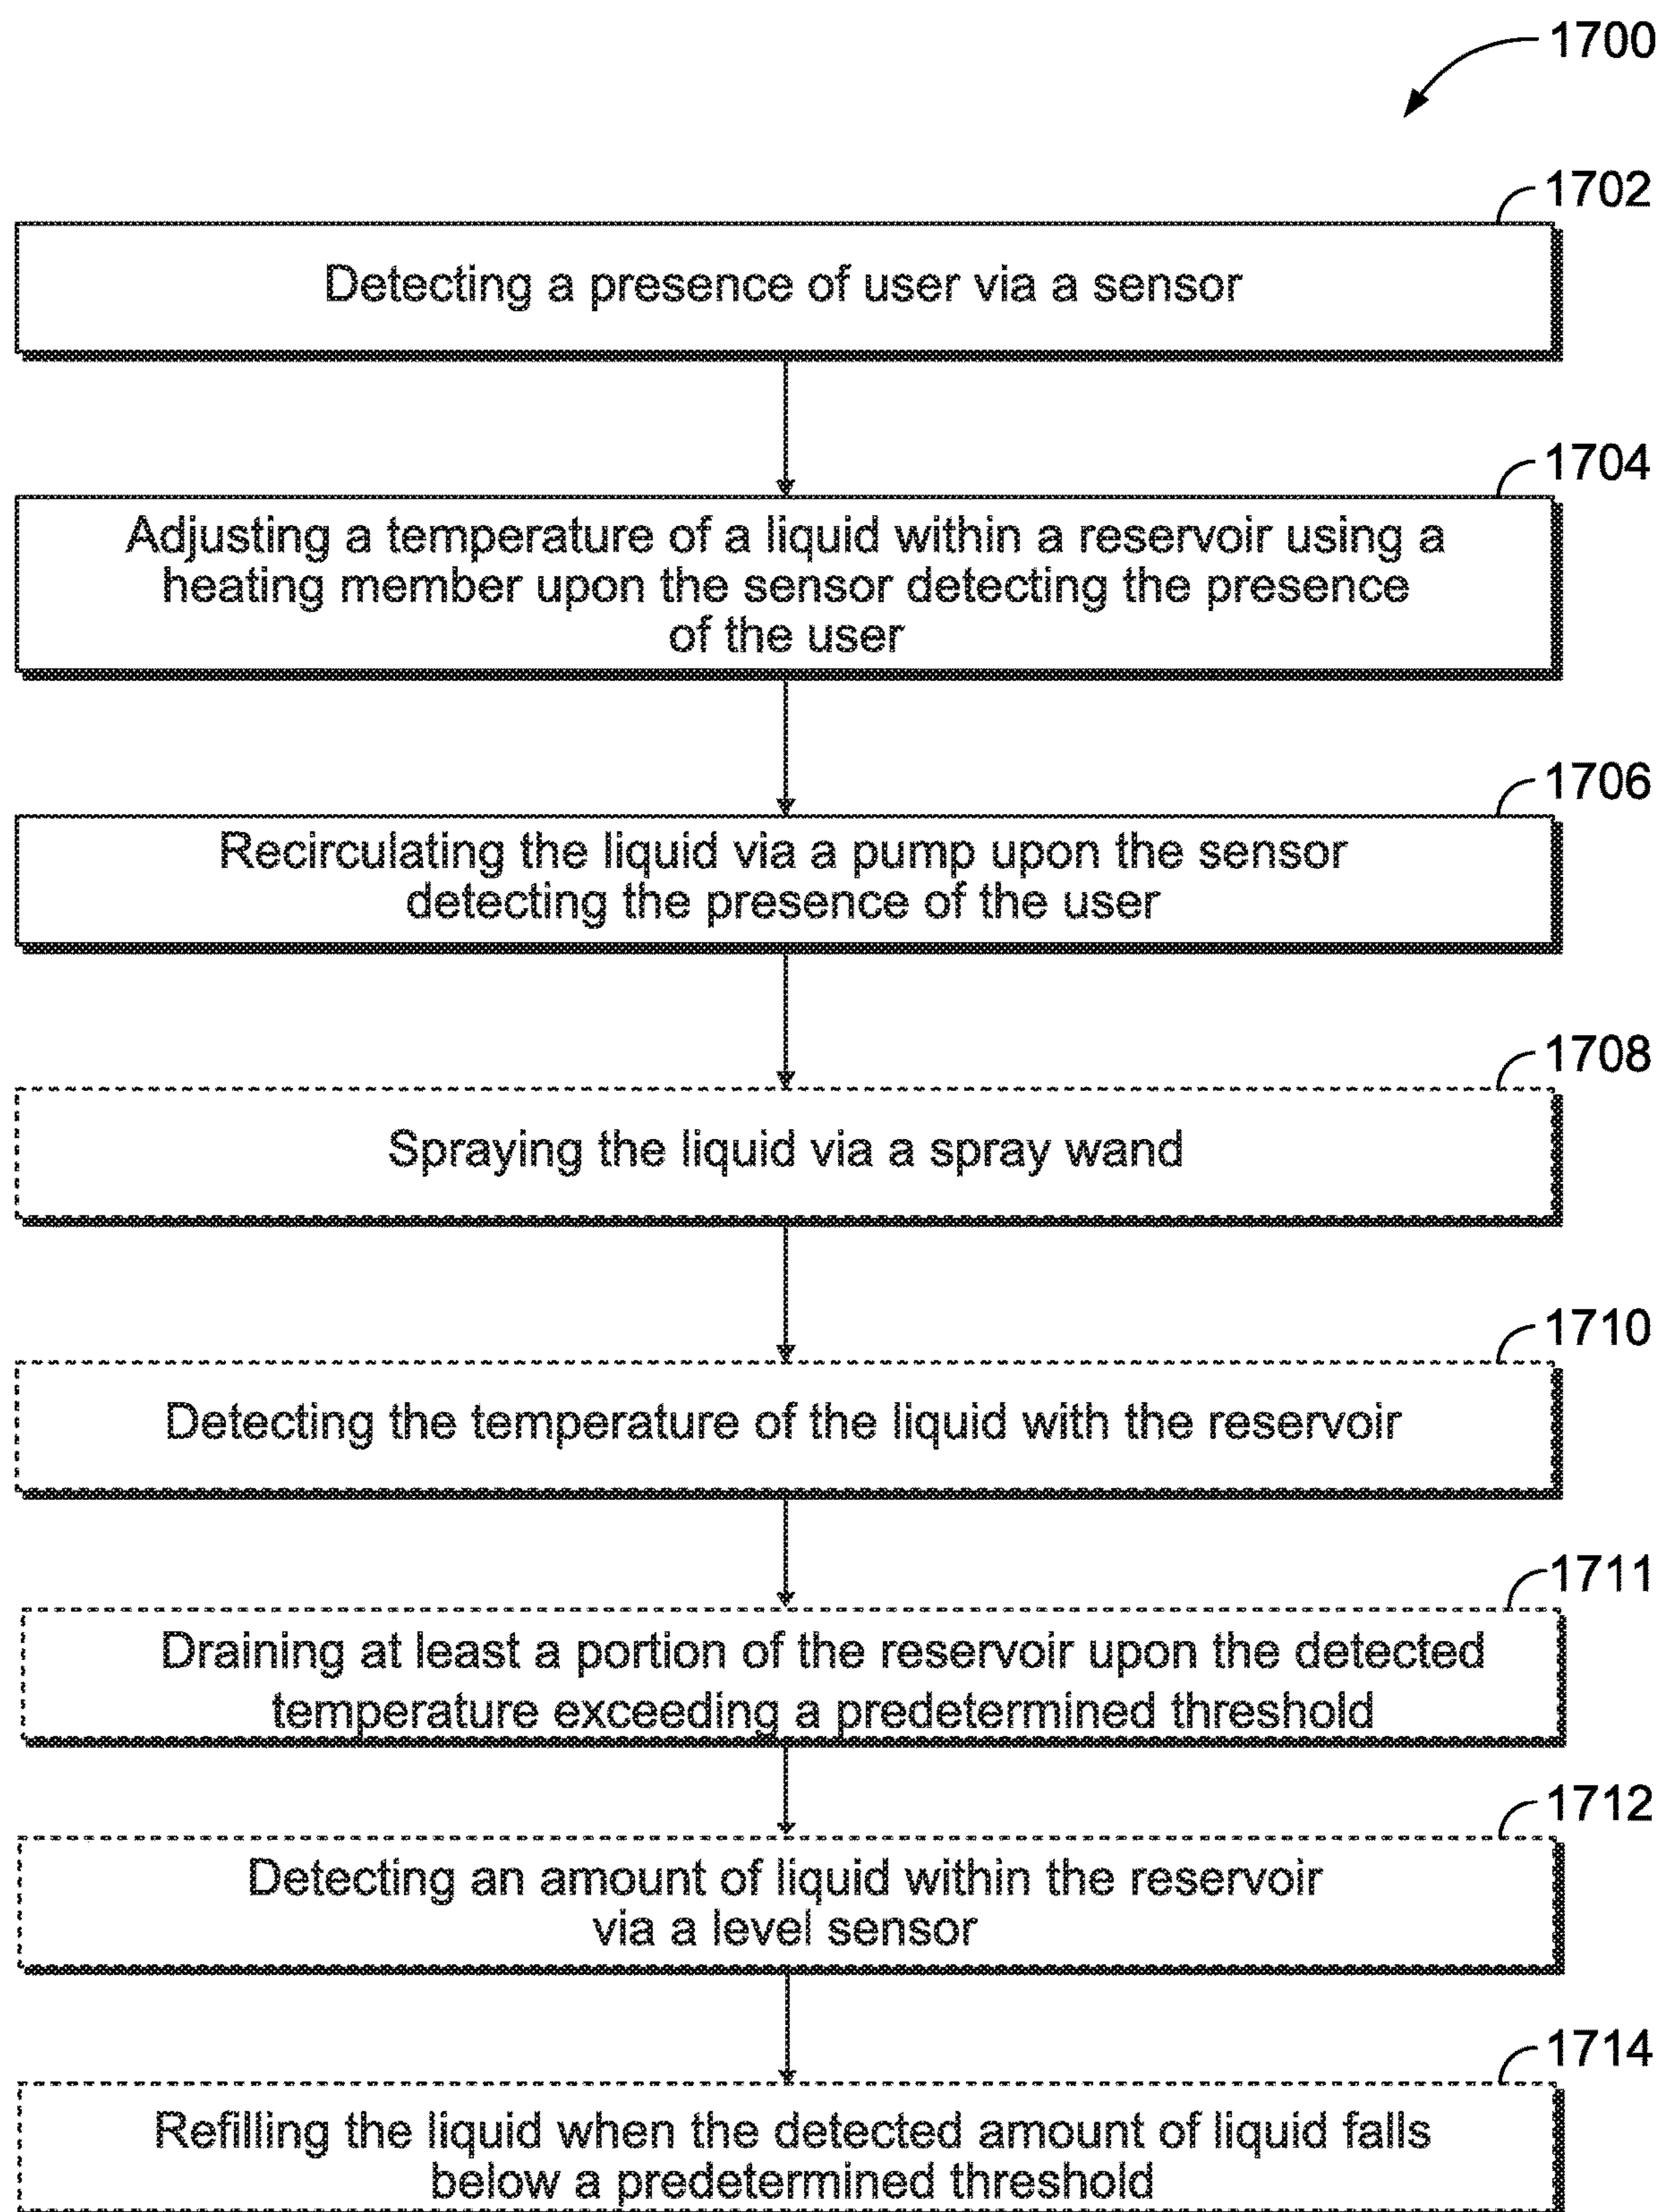 1700
1702
Detecting a presence of user via a sensor
1704
Adjusting a temperature of a liquid within a reservoir using a
heating member upon the sensor detecting the presence
of the user
1706
Recirculating the liquid via a pump upon the sensor
detecting the presence of the user
1708
Spraying the liquid via a spray wand
1710
Detecting the temperature of the liquid with the reservoir
1711
Draining at least a portion of the reservoir upon the detected
temperature exceeding a predetermined threshold
1712
Detecting an amount of liquid within the reservoir
via a level sensor
1714
Refilling the liquid when the detected amount of liquid falls
below a predetermined threshold